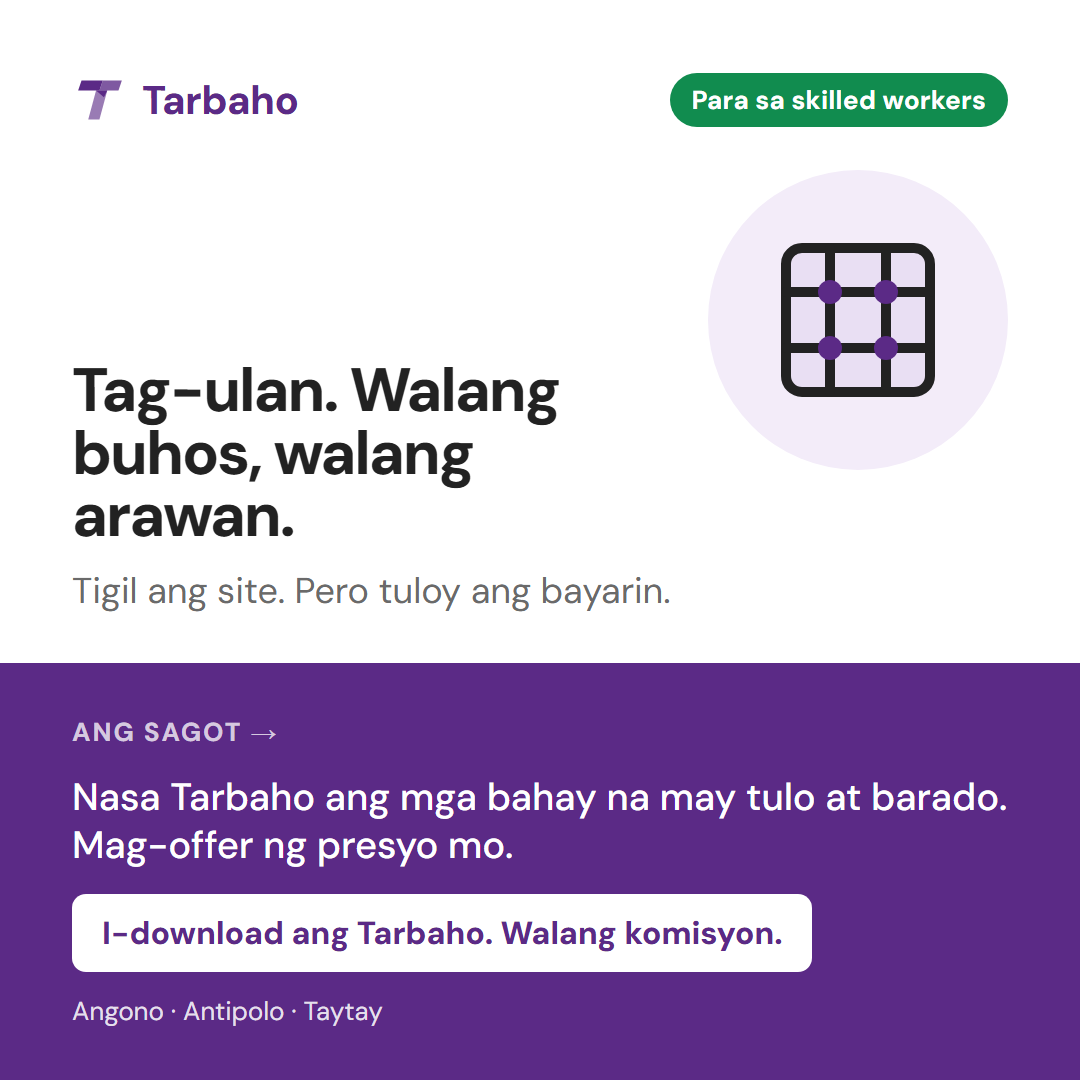 Tarbaho
Para sa skilled workers
Tag-ulan. Walang
buhos, walang
arawan.
Tigil ang site. Pero tuloy ang bayarin.
ANG SAGOT →
Nasa Tarbaho ang mga bahay na may tulo at barado.
Mag-offer ng presyo mo.
I-download ang Tarbaho. Walang komisyon.
Angono · Antipolo · Taytay